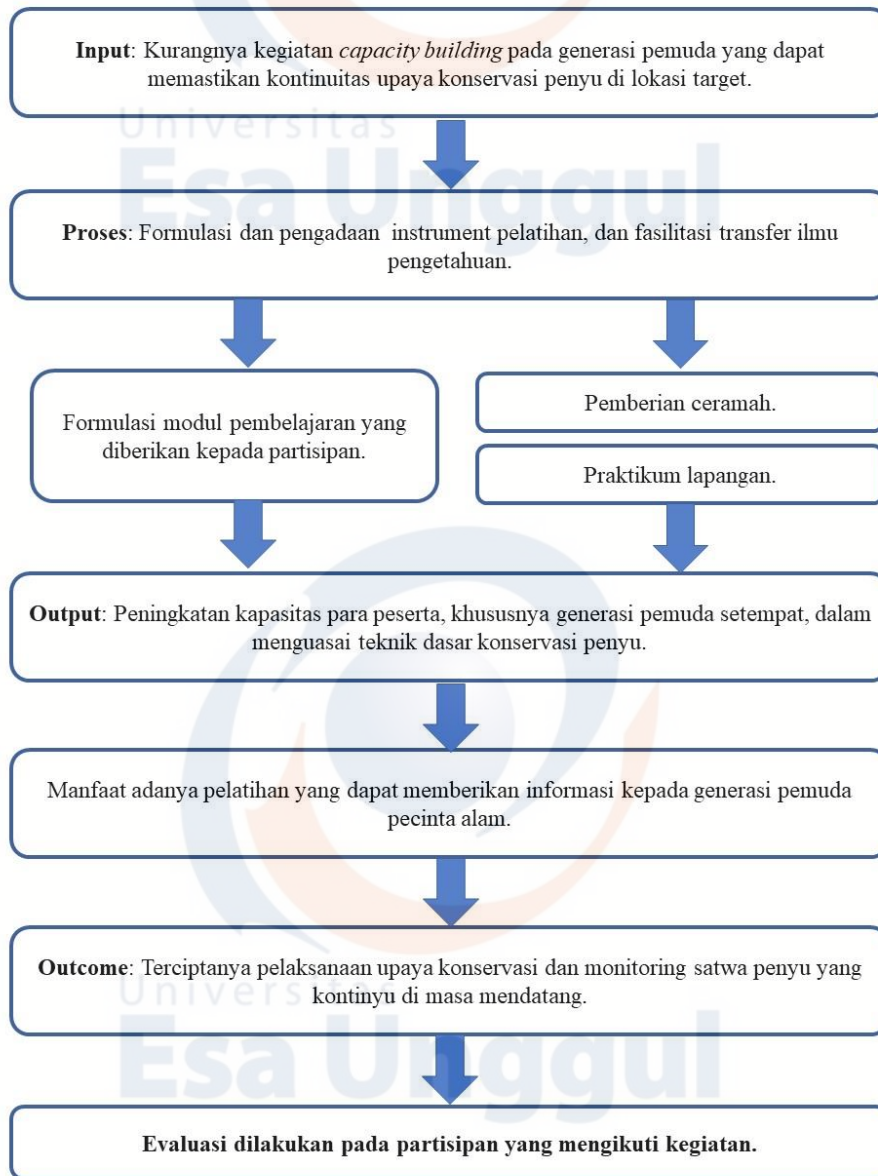 Input: Kurangnya kegiatan capacity building pada generasi pemuda yang dapat
memastikan kontinuitas upaya konservasi penyu di lokasi target.
Universitas
Esa Unggul
Proses: Formulasi dan pengadaan instrument pelatihan, dan fasilitasi transfer ilmu
pengetahuan.
Formulasi modul pembelajaran yang
diberikan kepada partisipan.
Pemberian ceramah.
Praktikum lapangan.
Output: Peningkatan kapasitas para peserta, khususnya generasi pemuda setempat, dalam
menguasai teknik dasar konservasi penyu.
Manfaat adanya pelatihan yang dapat memberikan informasi kepada generasi pemuda
pecinta alam.
Outcome: Terciptanya pelaksanaan upaya konservasi dan monitoring satwa penyu yang
kontinyu di masa mendatang.
Universitas
Esa Unggul
Evaluasi dilakukan pada partisipan yang mengikuti kegiatan.